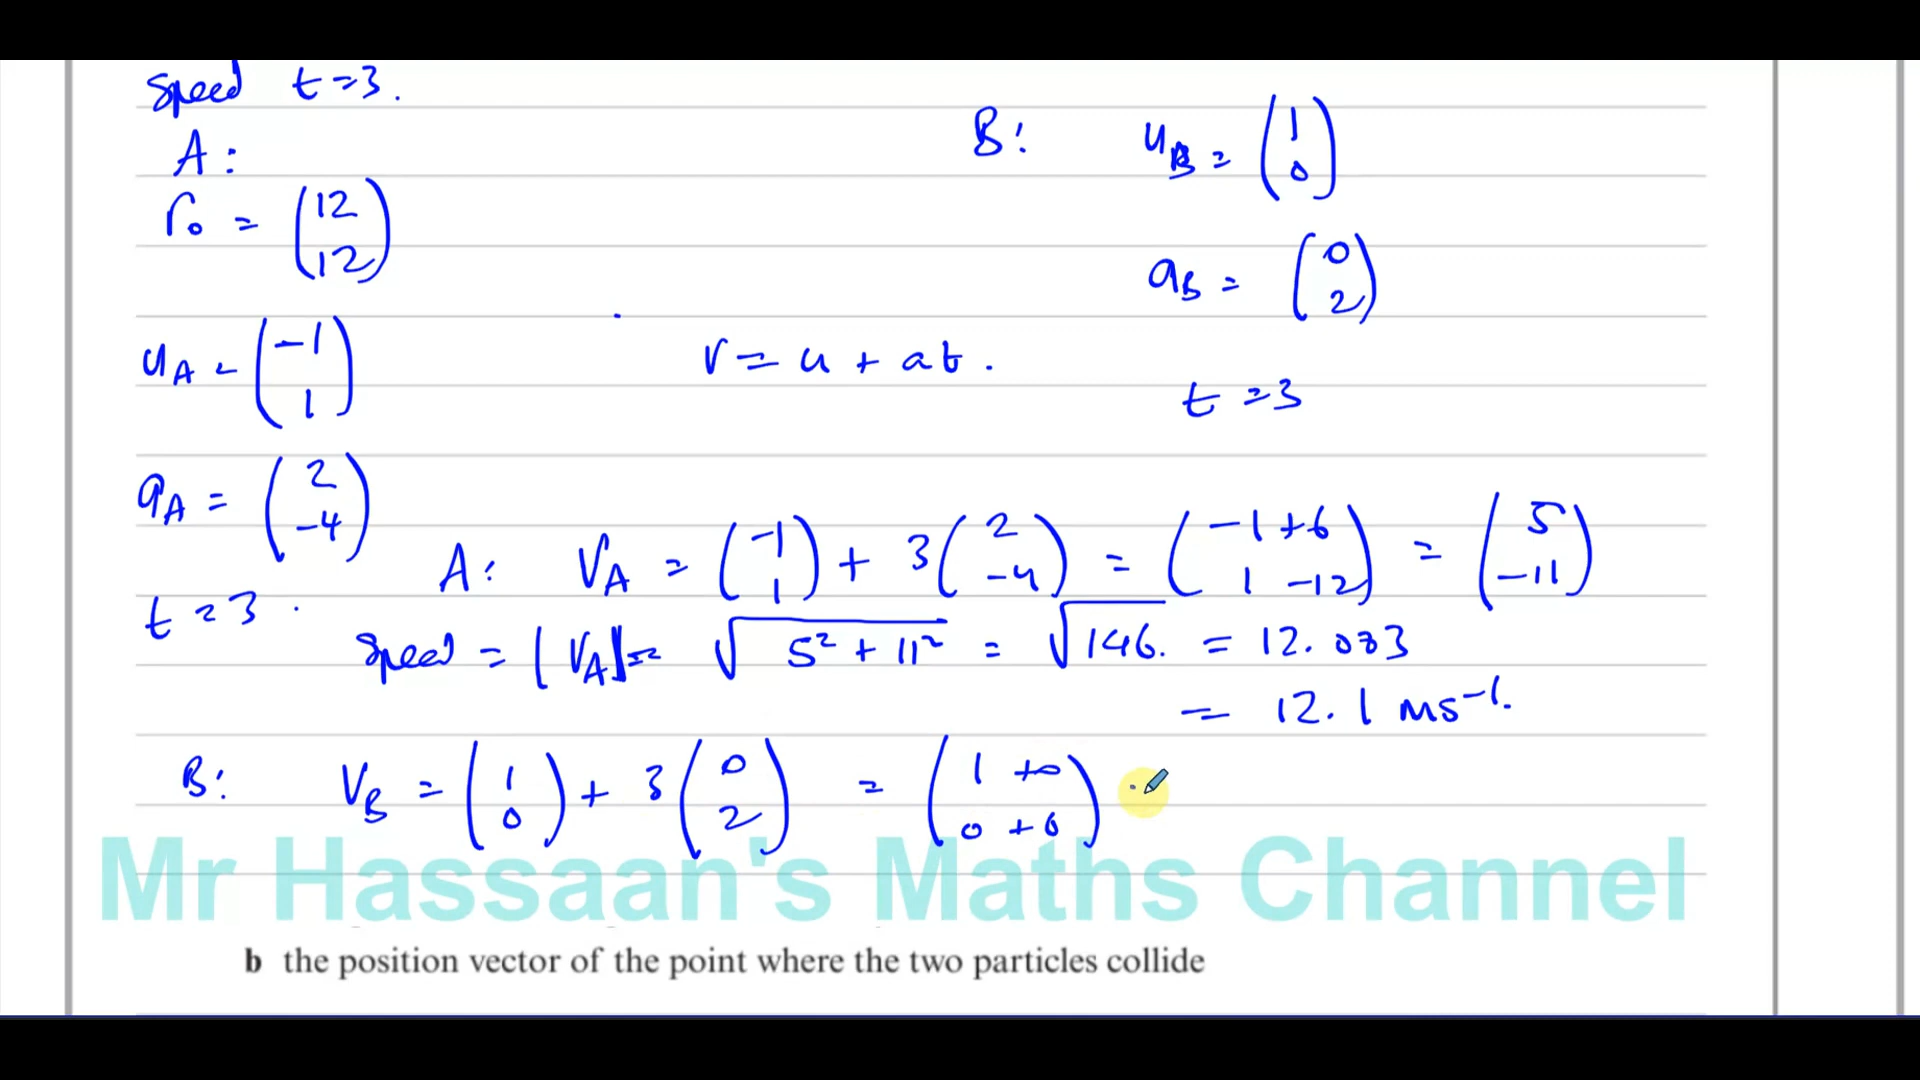 Speed t = 3.
A:
r₀ = (12 12)
u_A = (-1 1)
a_A = (2 -4)
t = 3.
B:
u_B = (1 0)
a_B = (0 2)
t = 3
v = u + at.
A: V_A = (-1 1) + 3(2 -4) = (-1+6 1-12) = (5 -11)
Speed = |V_A| = √5² + 11² = √146. = 12.083
= 12.1 ms⁻¹.
B: V_B = (1 0) + 3(0 2) = (1+0 0+6)
Mr Hassaan's Maths Channel
b the position vector of the point where the two particles collide